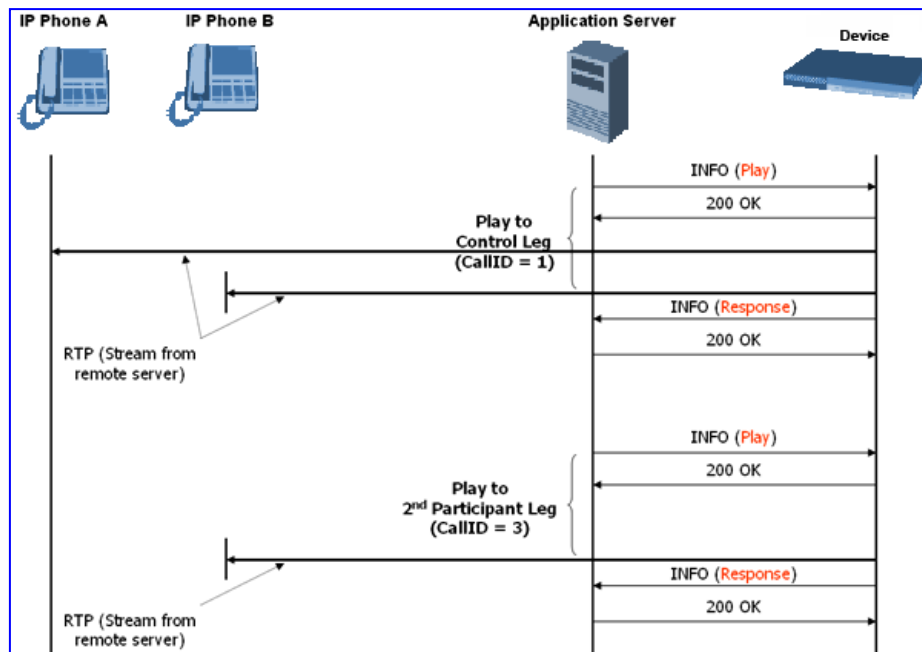 IP Phone A
IP Phone B
Application Server
Device
INFO (Play)
200 OK
Play to
Control Leg
(CallID = 1)
INFO (Response)
200 OK
RTP (Stream from
remote server)
INFO (Play)
200 OK
Play to
2nd Participant Leg
(CallID = 3)
INFO (Response)
200 OK
RTP (Stream from
remote server)